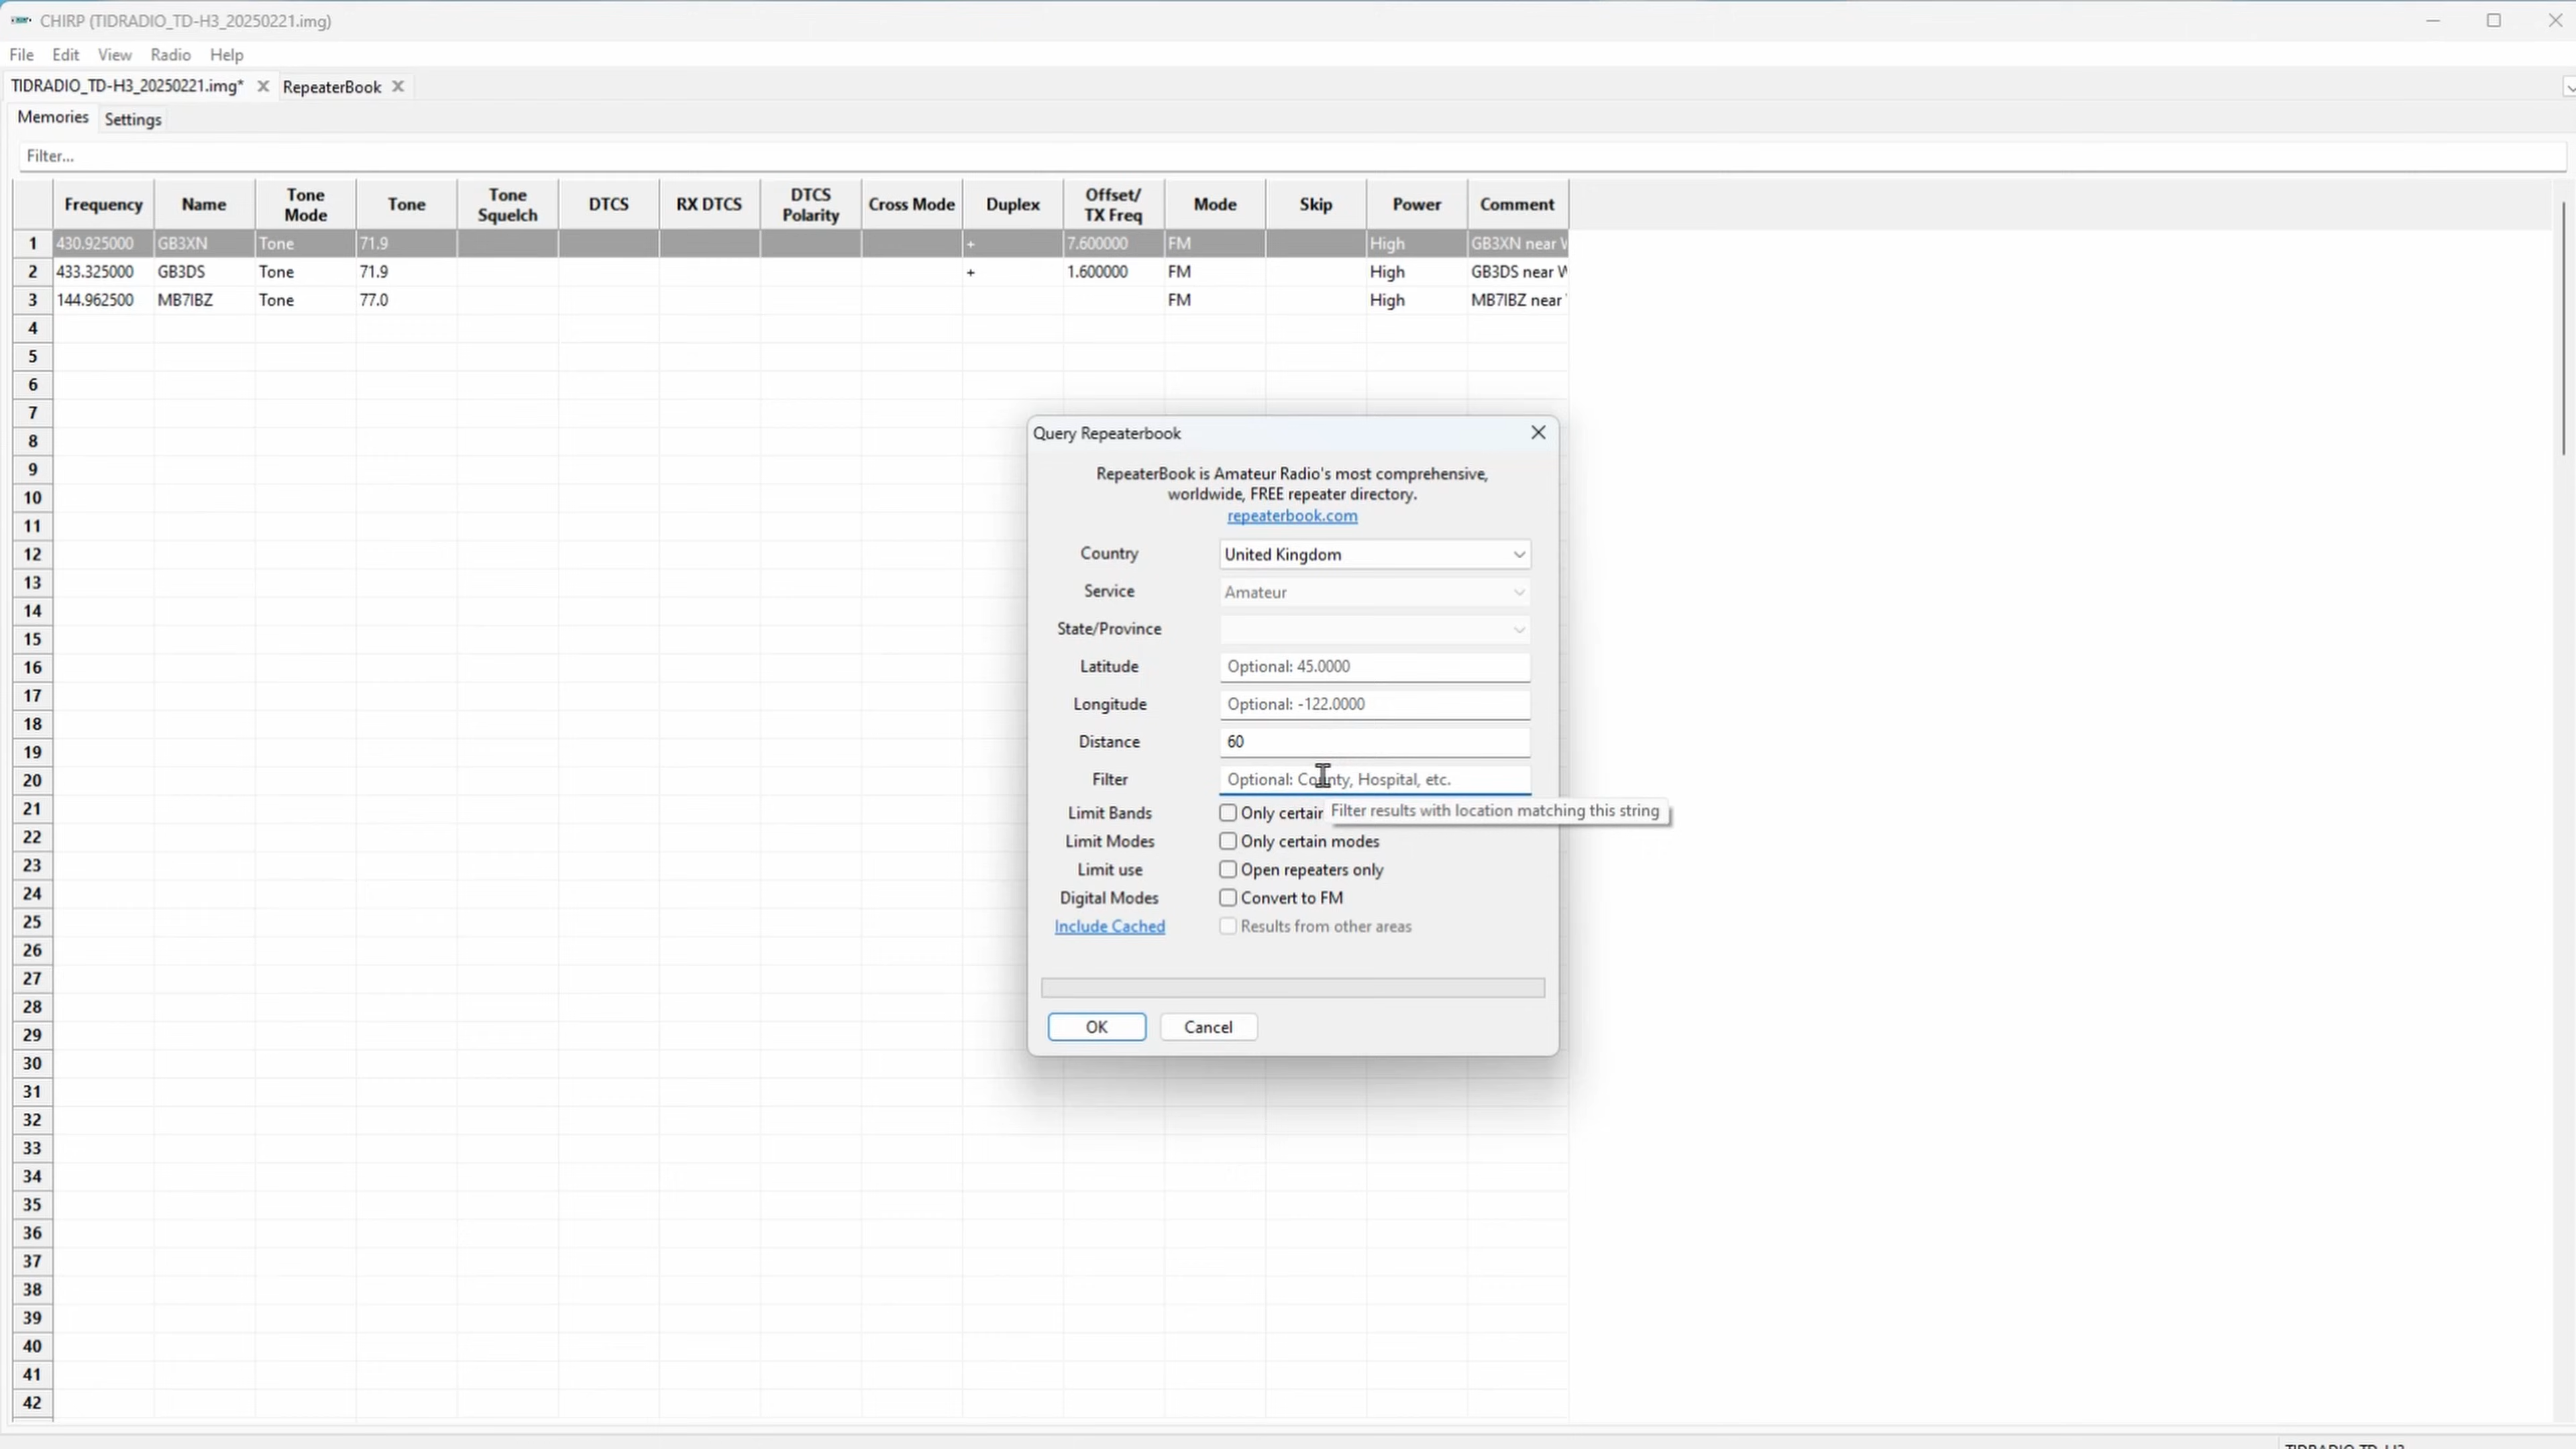 CHIRP (TIDRADIO_TD-H3_20250221.img)
File Edit View Radio Help
TIDRADIO_TD-H3_20250221.img* RepeaterBook
Memories Settings
Filter...
Frequency Name Tone Mode Tone Tone Squelch DTCS RX DTCS DTCS Polarity Cross Mode Duplex Offset/ TX Freq Mode Skip Power Comment
1 430.925000 GB3XN Tone 71.9 + 7.600000 FM High GB3XN near
2 433.325000 GB3DS Tone 71.9 + 1.600000 FM High GB3DS near
3 144.962500 MB7IBZ Tone 77.0 FM High MB7IBZ near
4
5
6
7
8
9
10
11
12
13
14
15
16
17
18
19
20
21
22
23
24
25
26
27
28
29
30
31
32
33
34
35
36
37
38
39
40
41
42
Query Repeaterbook
RepeaterBook is Amateur Radio's most comprehensive,
worldwide, FREE repeater directory.
repeaterbook.com
Country United Kingdom
Service Amateur
State/Province
Latitude Optional: 45.0000
Longitude Optional: -122.0000
Distance 60
Filter Optional: County, Hospital, etc.
Limit Bands Only certain
Filter results with location matching this string
Limit Modes Only certain modes
Limit use Open repeaters only
Digital Modes Convert to FM
Include Cached Results from other areas
OK Cancel
TIDRADIO TD-H3